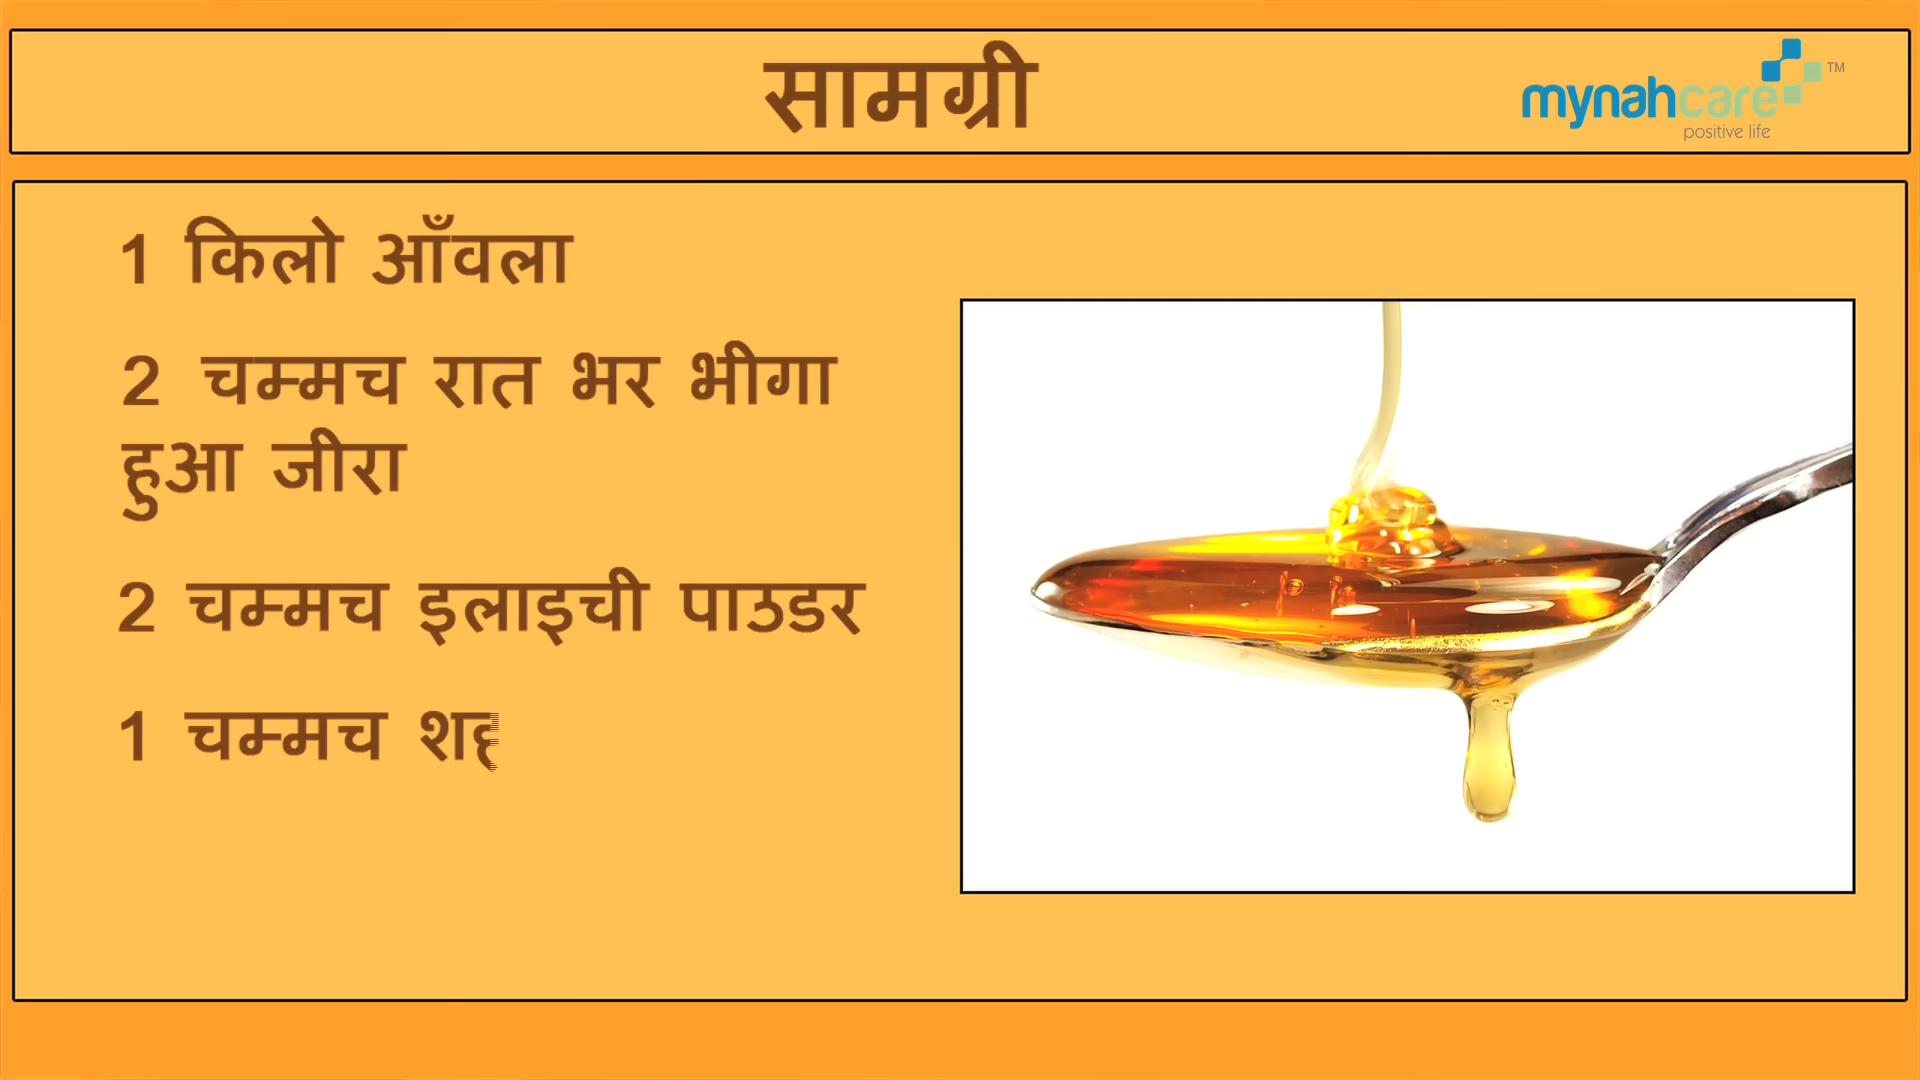 सामग्री
mynahcare TM
positive life
1 किलो आँवला
2 चम्मच रात भर भीगा
हुआ जीरा
2 चम्मच इलाइची पाउडर
1 चम्मच